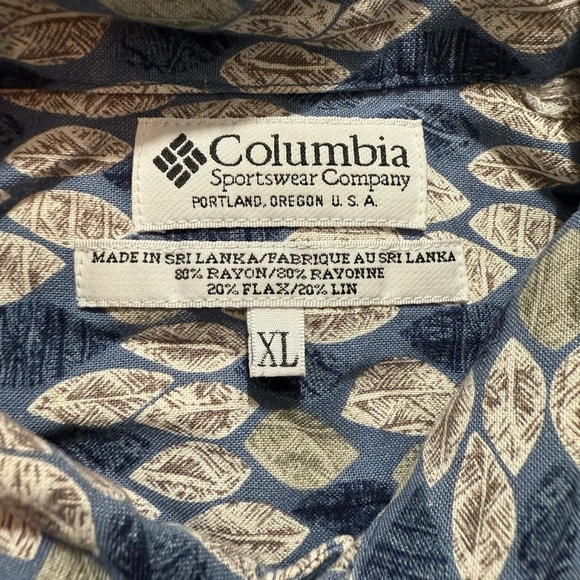 Columbia
Sportswear Company
PORTLAND, OREGON U.S.A.
MADE IN SRI LANKA/FABRIQUE AU SRI LANKA
80% RAYON/80% RAYONNE
20% FLAX/20% LIN
XL